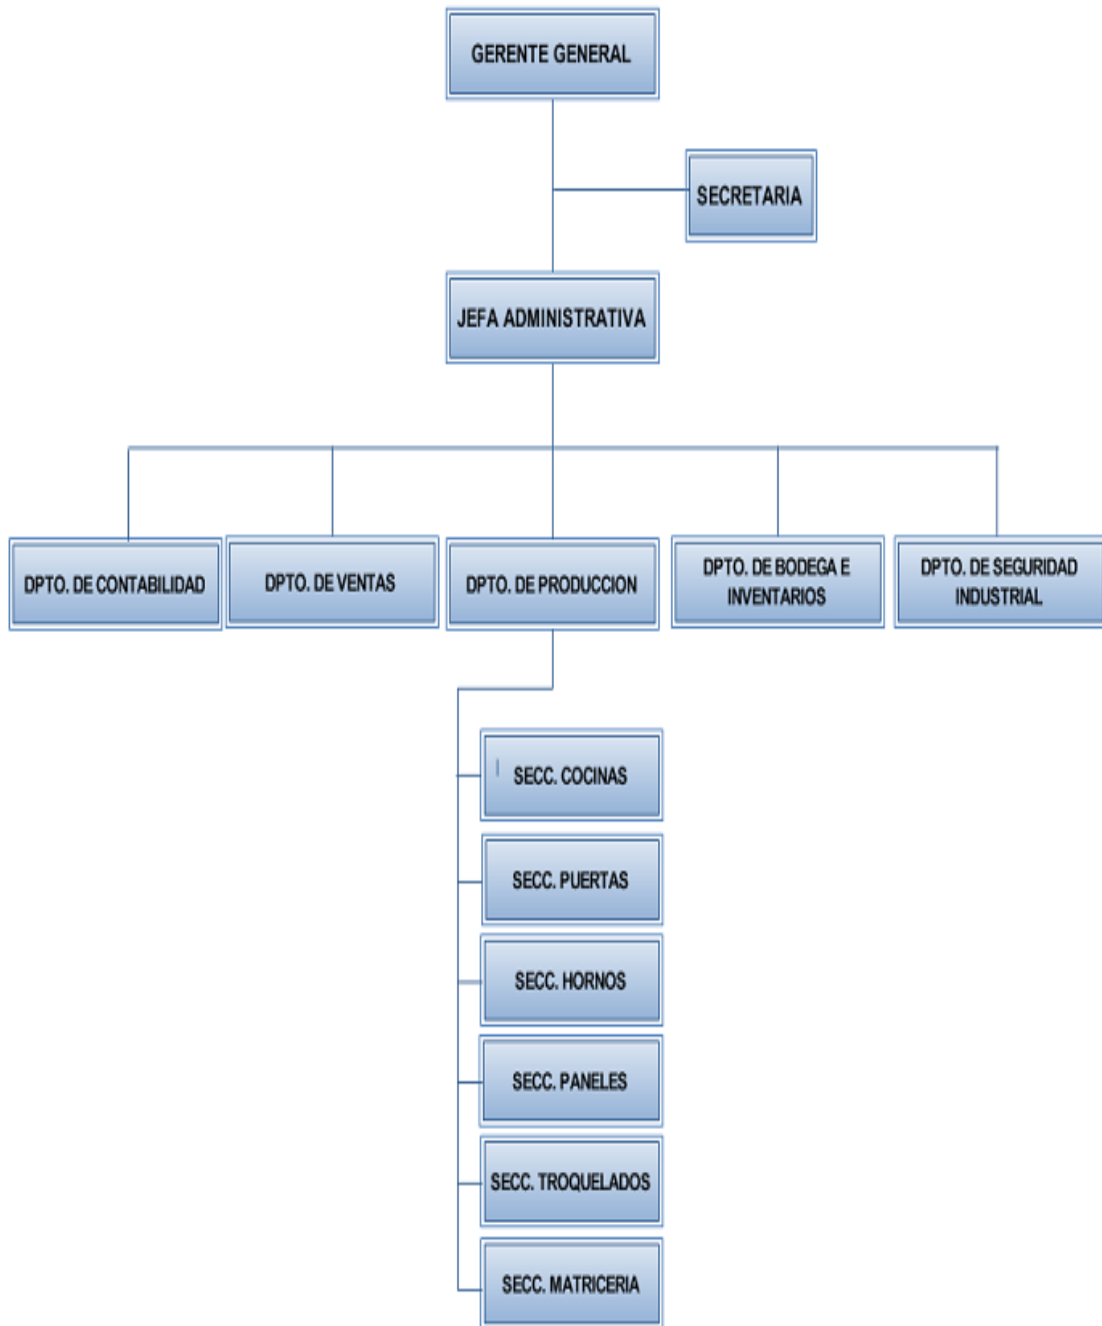 GERENTE GENERAL
SECRETARIA
JEFA ADMINISTRATIVA
DPTO. DE CONTABILIDAD
DPTO. DE VENTAS
DPTO. DE PRODUCCION
DPTO. DE BODEGA E
INVENTARIOS
DPTO. DE SEGURIDAD
INDUSTRIAL
SECC. COCINAS
SECC. PUERTAS
SECC. HORNOS
SECC. PANELES
SECC. TROQUELADOS
SECC. MATRICERIA